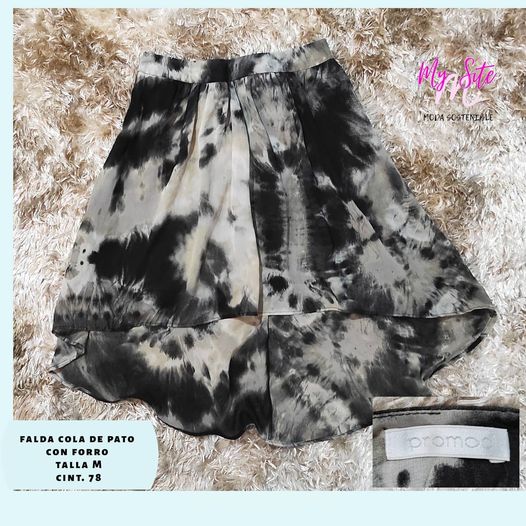 My Site
MODA SOSTENIBLE
FALDA COLA DE PATO
CON FORRO
TALLA M
CINT. 78
promod